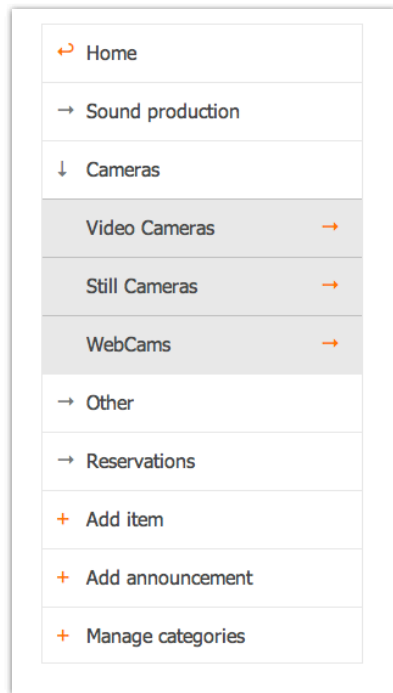 Home
Sound production
Cameras
Video Cameras
Still Cameras
WebCams
Other
Reservations
Add item
Add announcement
Manage categories